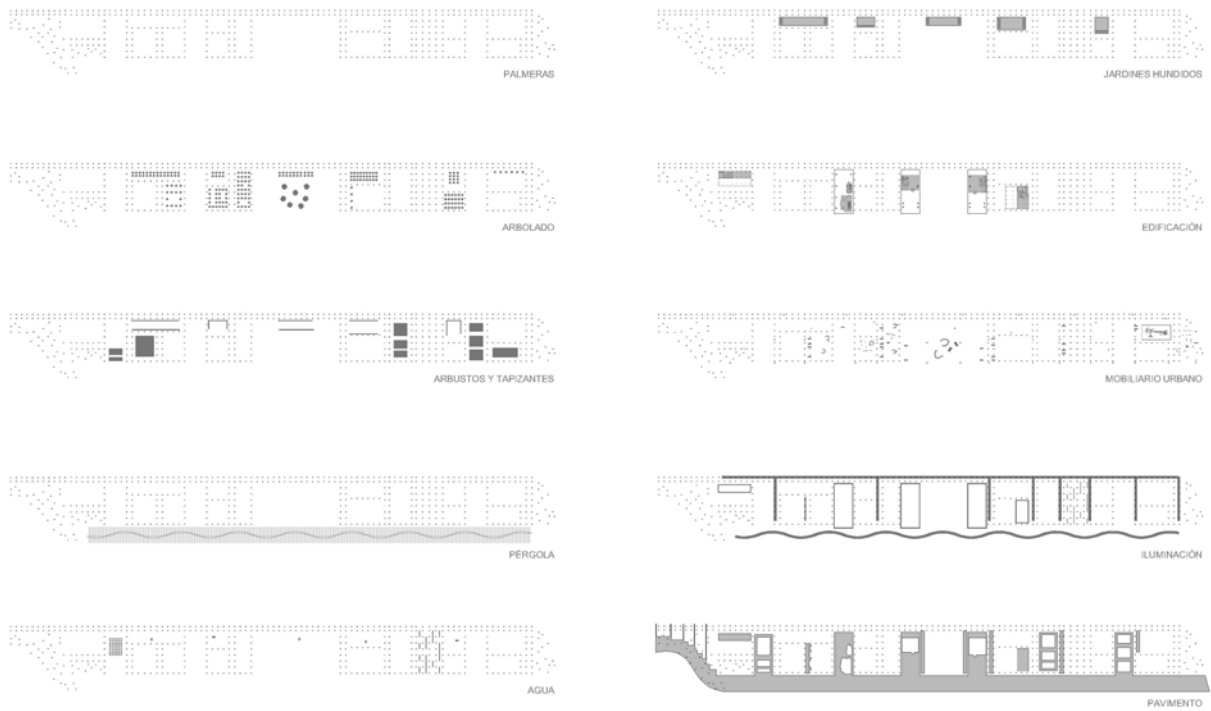 PALMERAS
JARDINES HUNDIDOS
ARBOLADO
EDIFICACIÓN
ARBUSTOS Y TAPIZANTES
MOBILIARIO URBANO
PÉRGOLA
ILUMINACIÓN
AGUA
PAVIMENTO